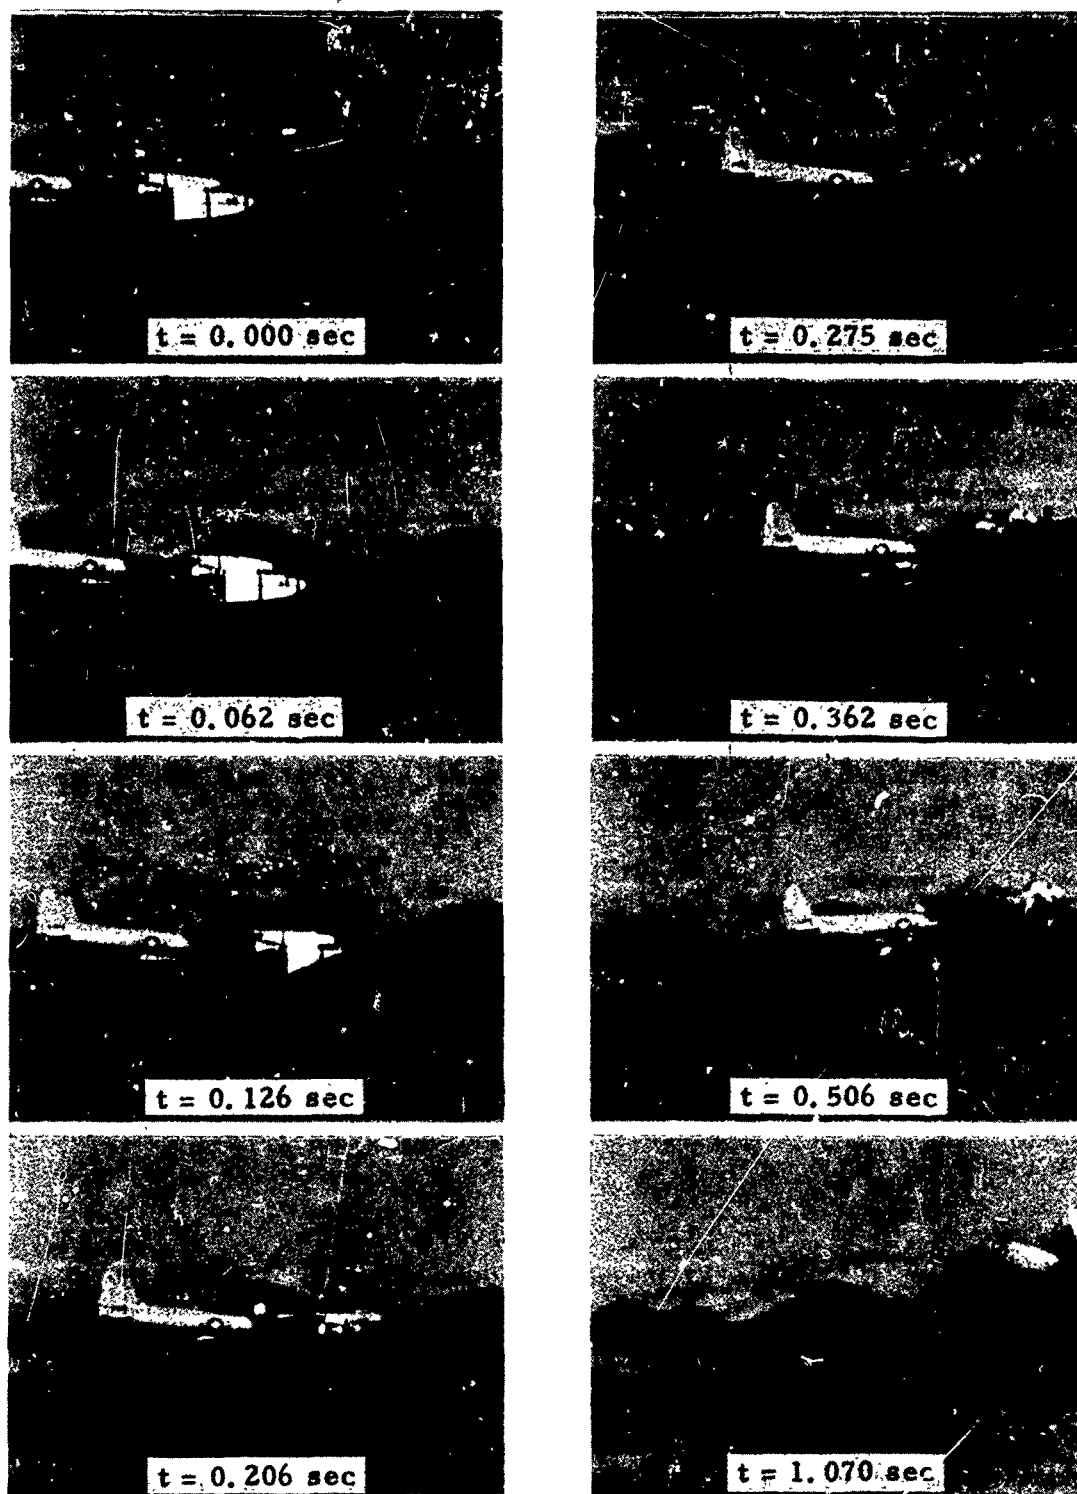 t = 0.000 sec
t = 0.062 sec
t = 0.126 sec
t = 0.206 sec
t = 0.275 sec
t = 0.362 sec
t = 0.506 sec
t = 1.070 sec